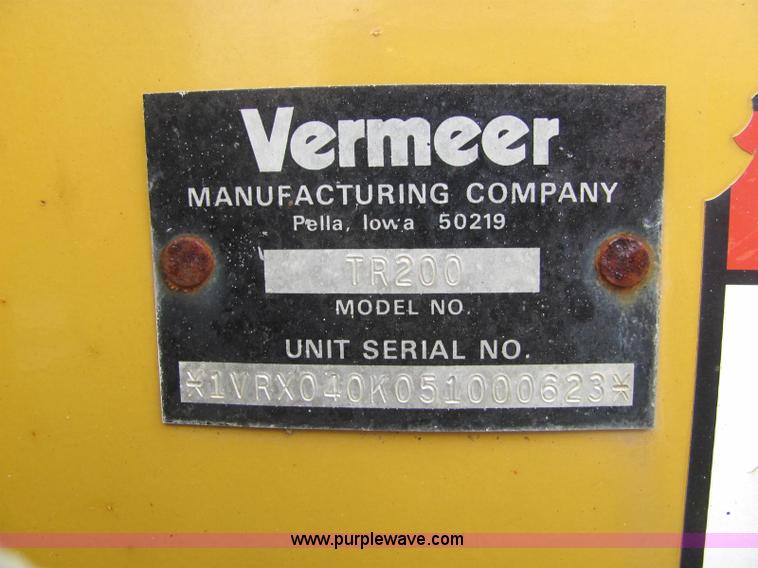 Vermeer
MANUFACTURING COMPANY
Pella, Iowa 50219
TR200
MODEL NO.
UNIT SERIAL NO.
*1VRX040K051000623*
www.purplewave.com